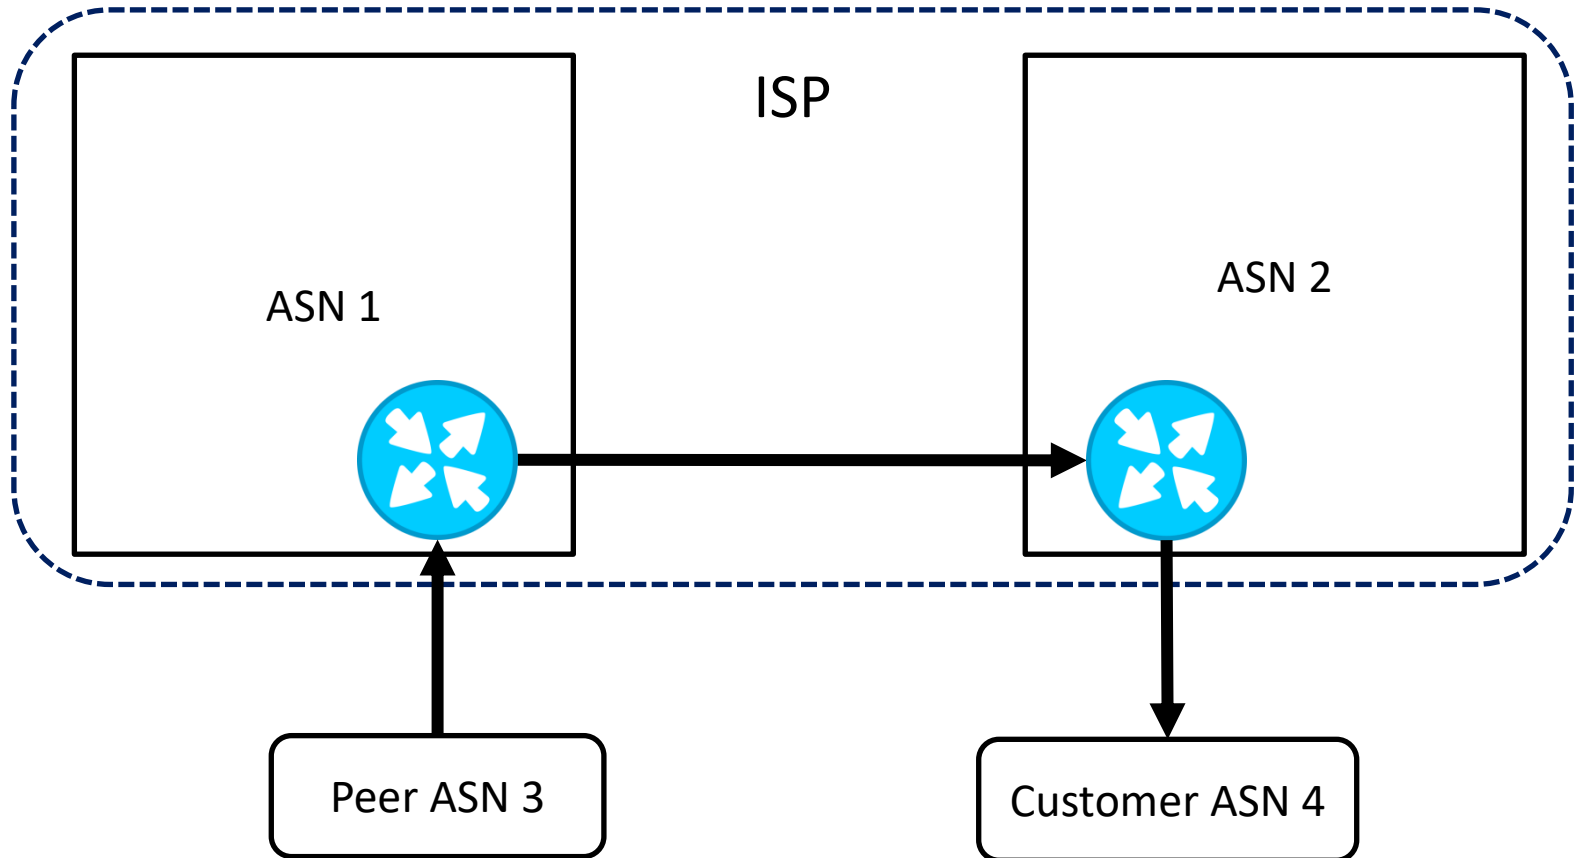 ISP
ASN 1
ASN 2
Peer ASN 3
Customer ASN 4